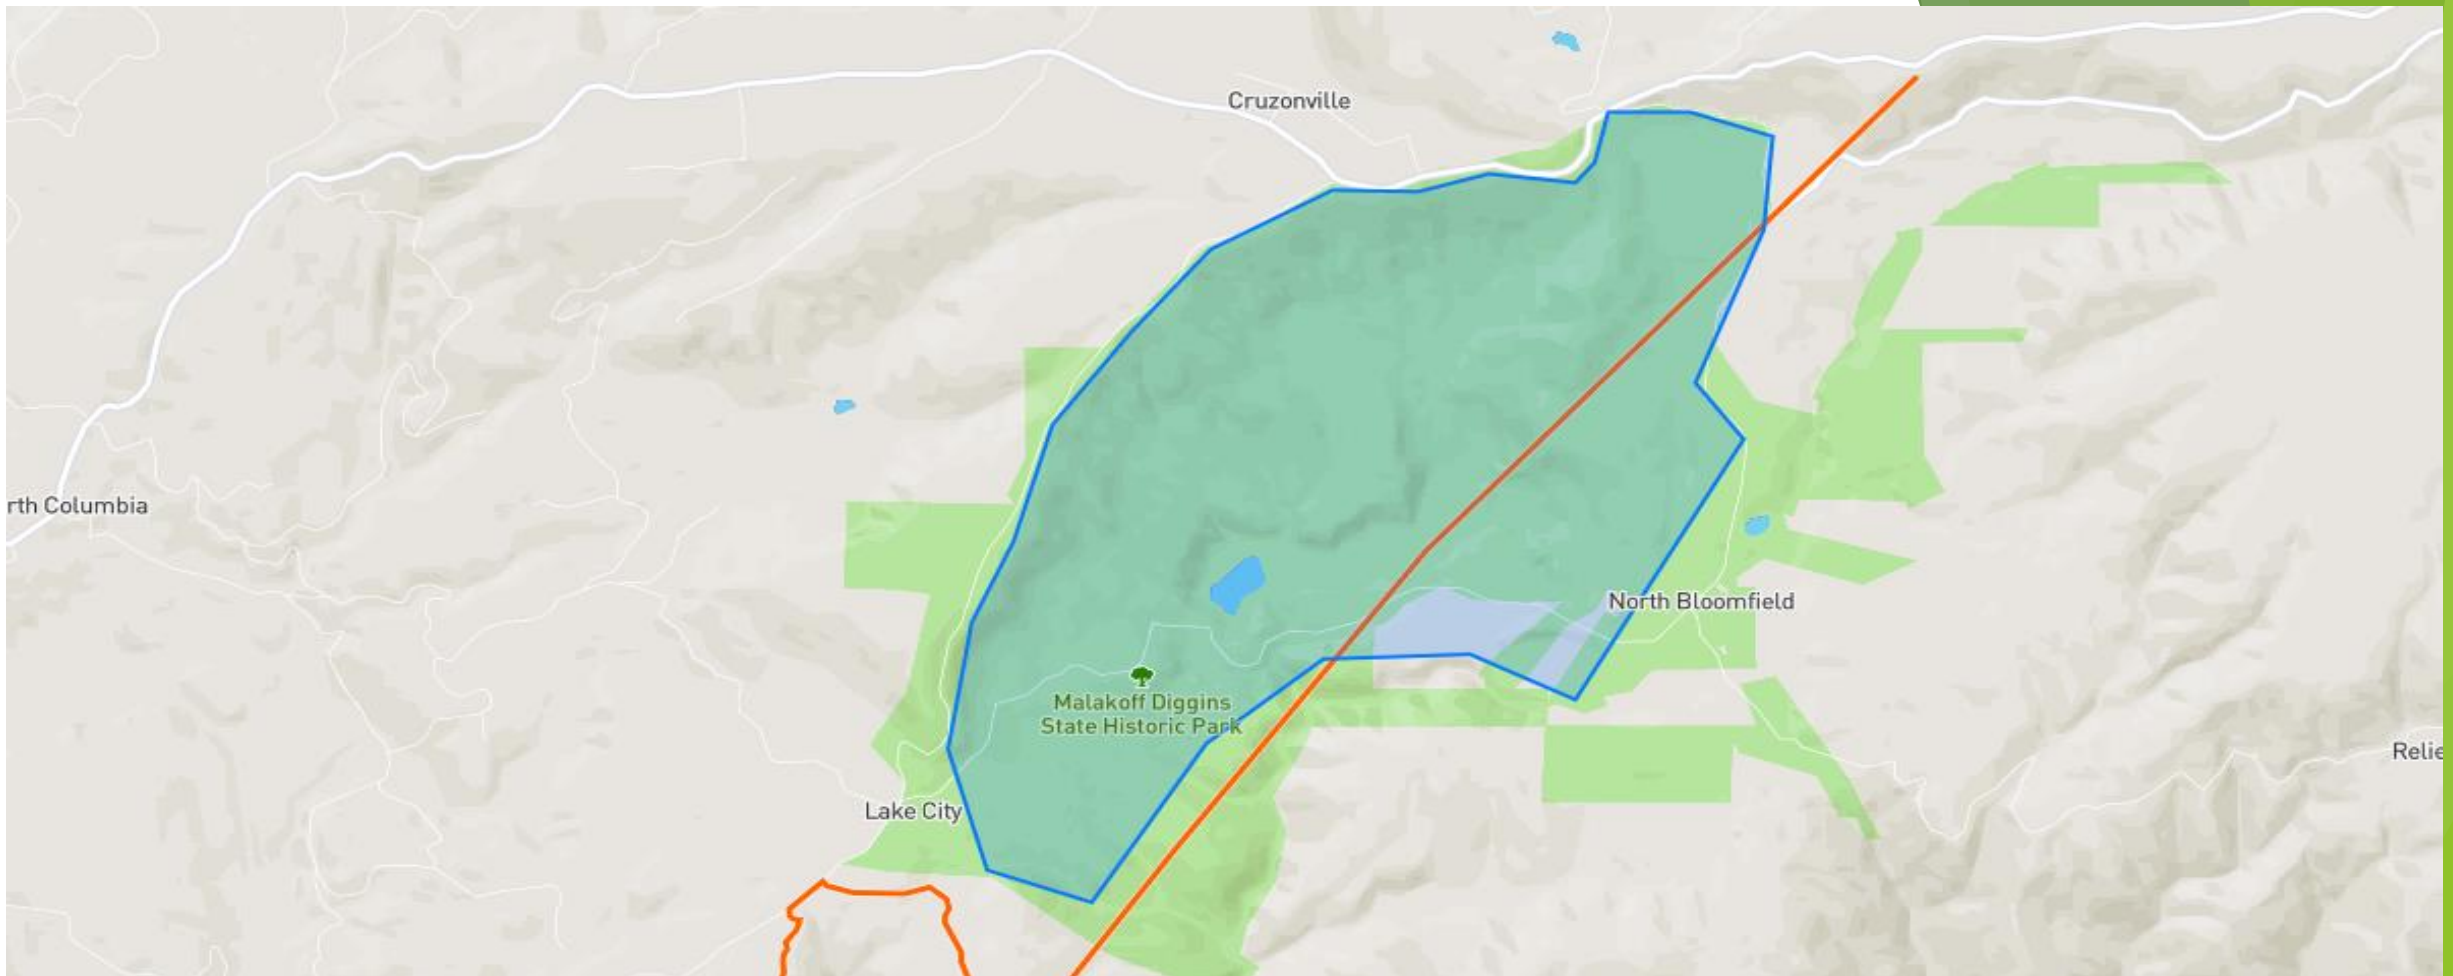 Cruzonville
rth Columbia
North Bloomfield
Malakoff Diggins
State Historic Park
Relie
Lake City